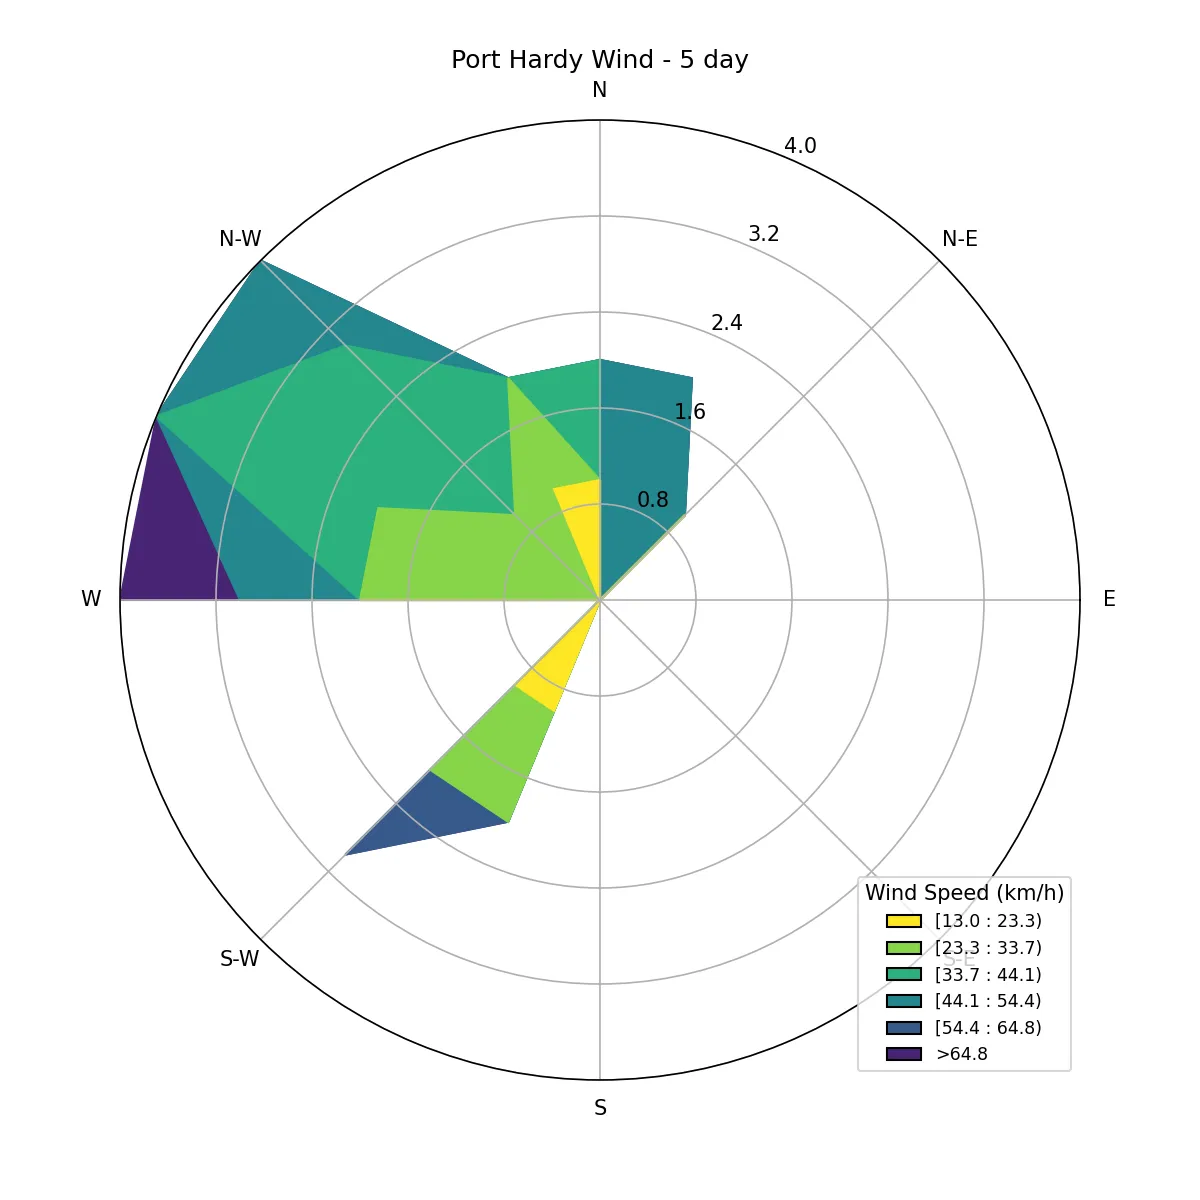 Port Hardy Wind - 5 day
N
4.0
N-W
3.2
N-E
2.4
1.6
0.8
W
E
S-W
S-E
S
Wind Speed (km/h)
[13.0 : 23.3)
[23.3 : 33.7)
[33.7 : 44.1)
[44.1 : 54.4)
[54.4 : 64.8)
>64.8